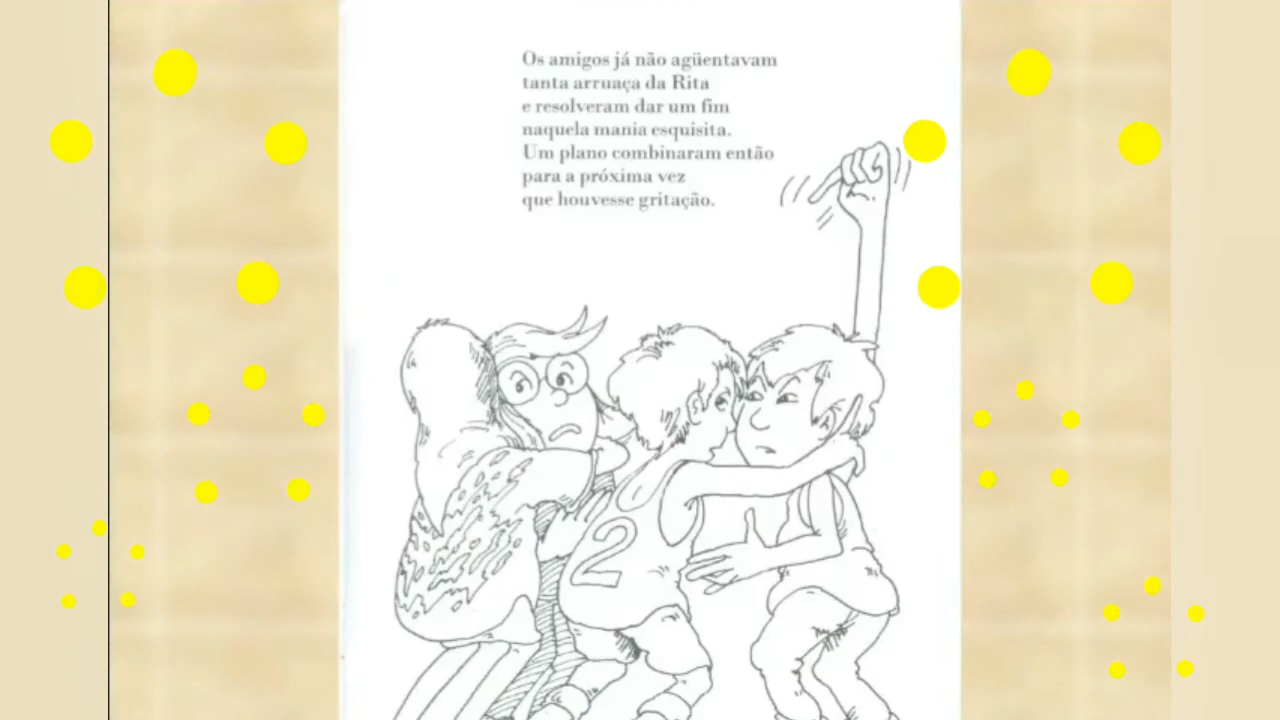 Os amigos já não agüentavam
tanta arruaça da Rita
e resolveram dar um fim
naquela mania esquisita.
Um plano combinaram então
para a próxima vez
que houvesse gritação.
2